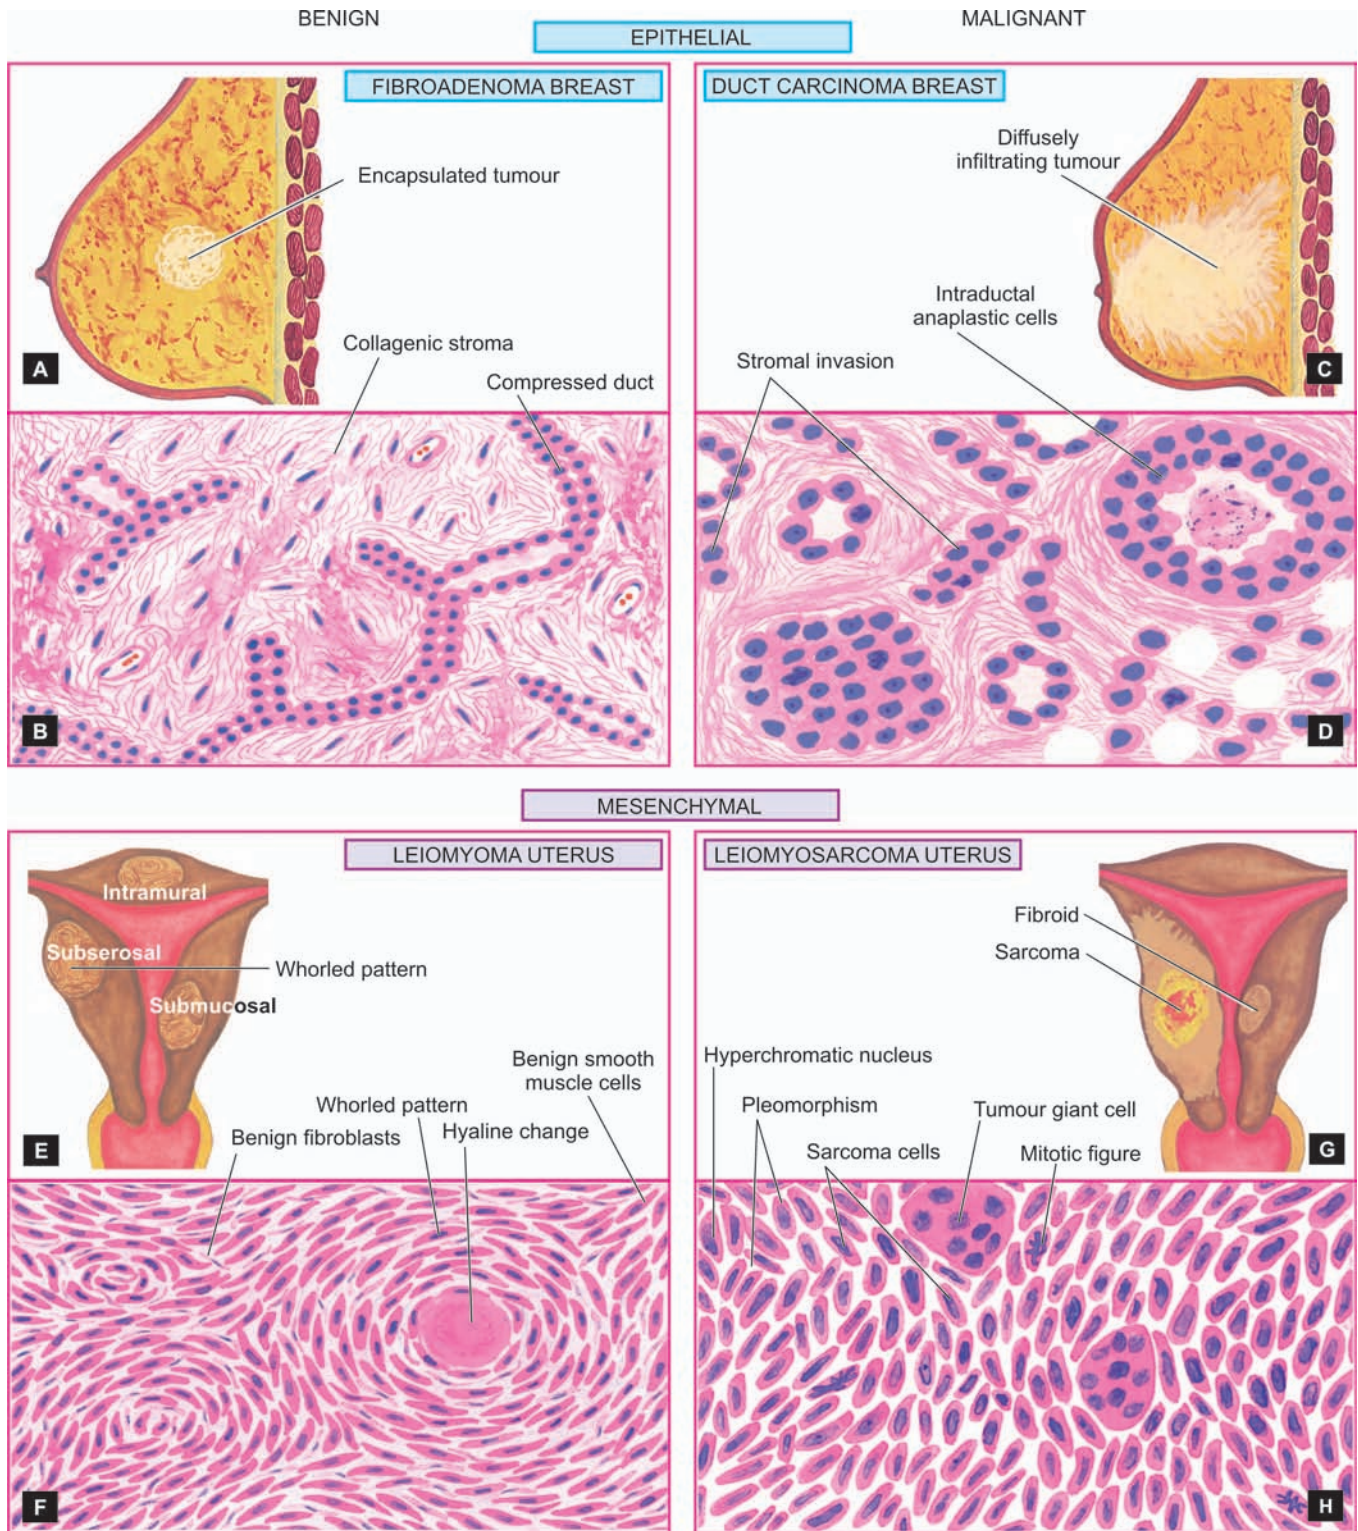 BENIGN
MALIGNANT
EPITHELIAL
FIBROADENOMA BREAST
Encapsulated tumour
Collagenic stroma
Compressed duct
A
B
DUCT CARCINOMA BREAST
Diffusely
infiltrating tumour
Intraductal
anaplastic cells
Stromal invasion
C
D
MESENCHYMAL
LEIOMYOMA UTERUS
Intramural
Subserosal
Whorled pattern
Submucosal
Benign smooth
muscle cells
Whorled pattern
Benign fibroblasts
Hyaline change
E
F
LEIOMYOSARCOMA UTERUS
Fibroid
Sarcoma
Hyperchromatic nucleus
Pleomorphism
Tumour giant cell
Sarcoma cells
Mitotic figure
G
H